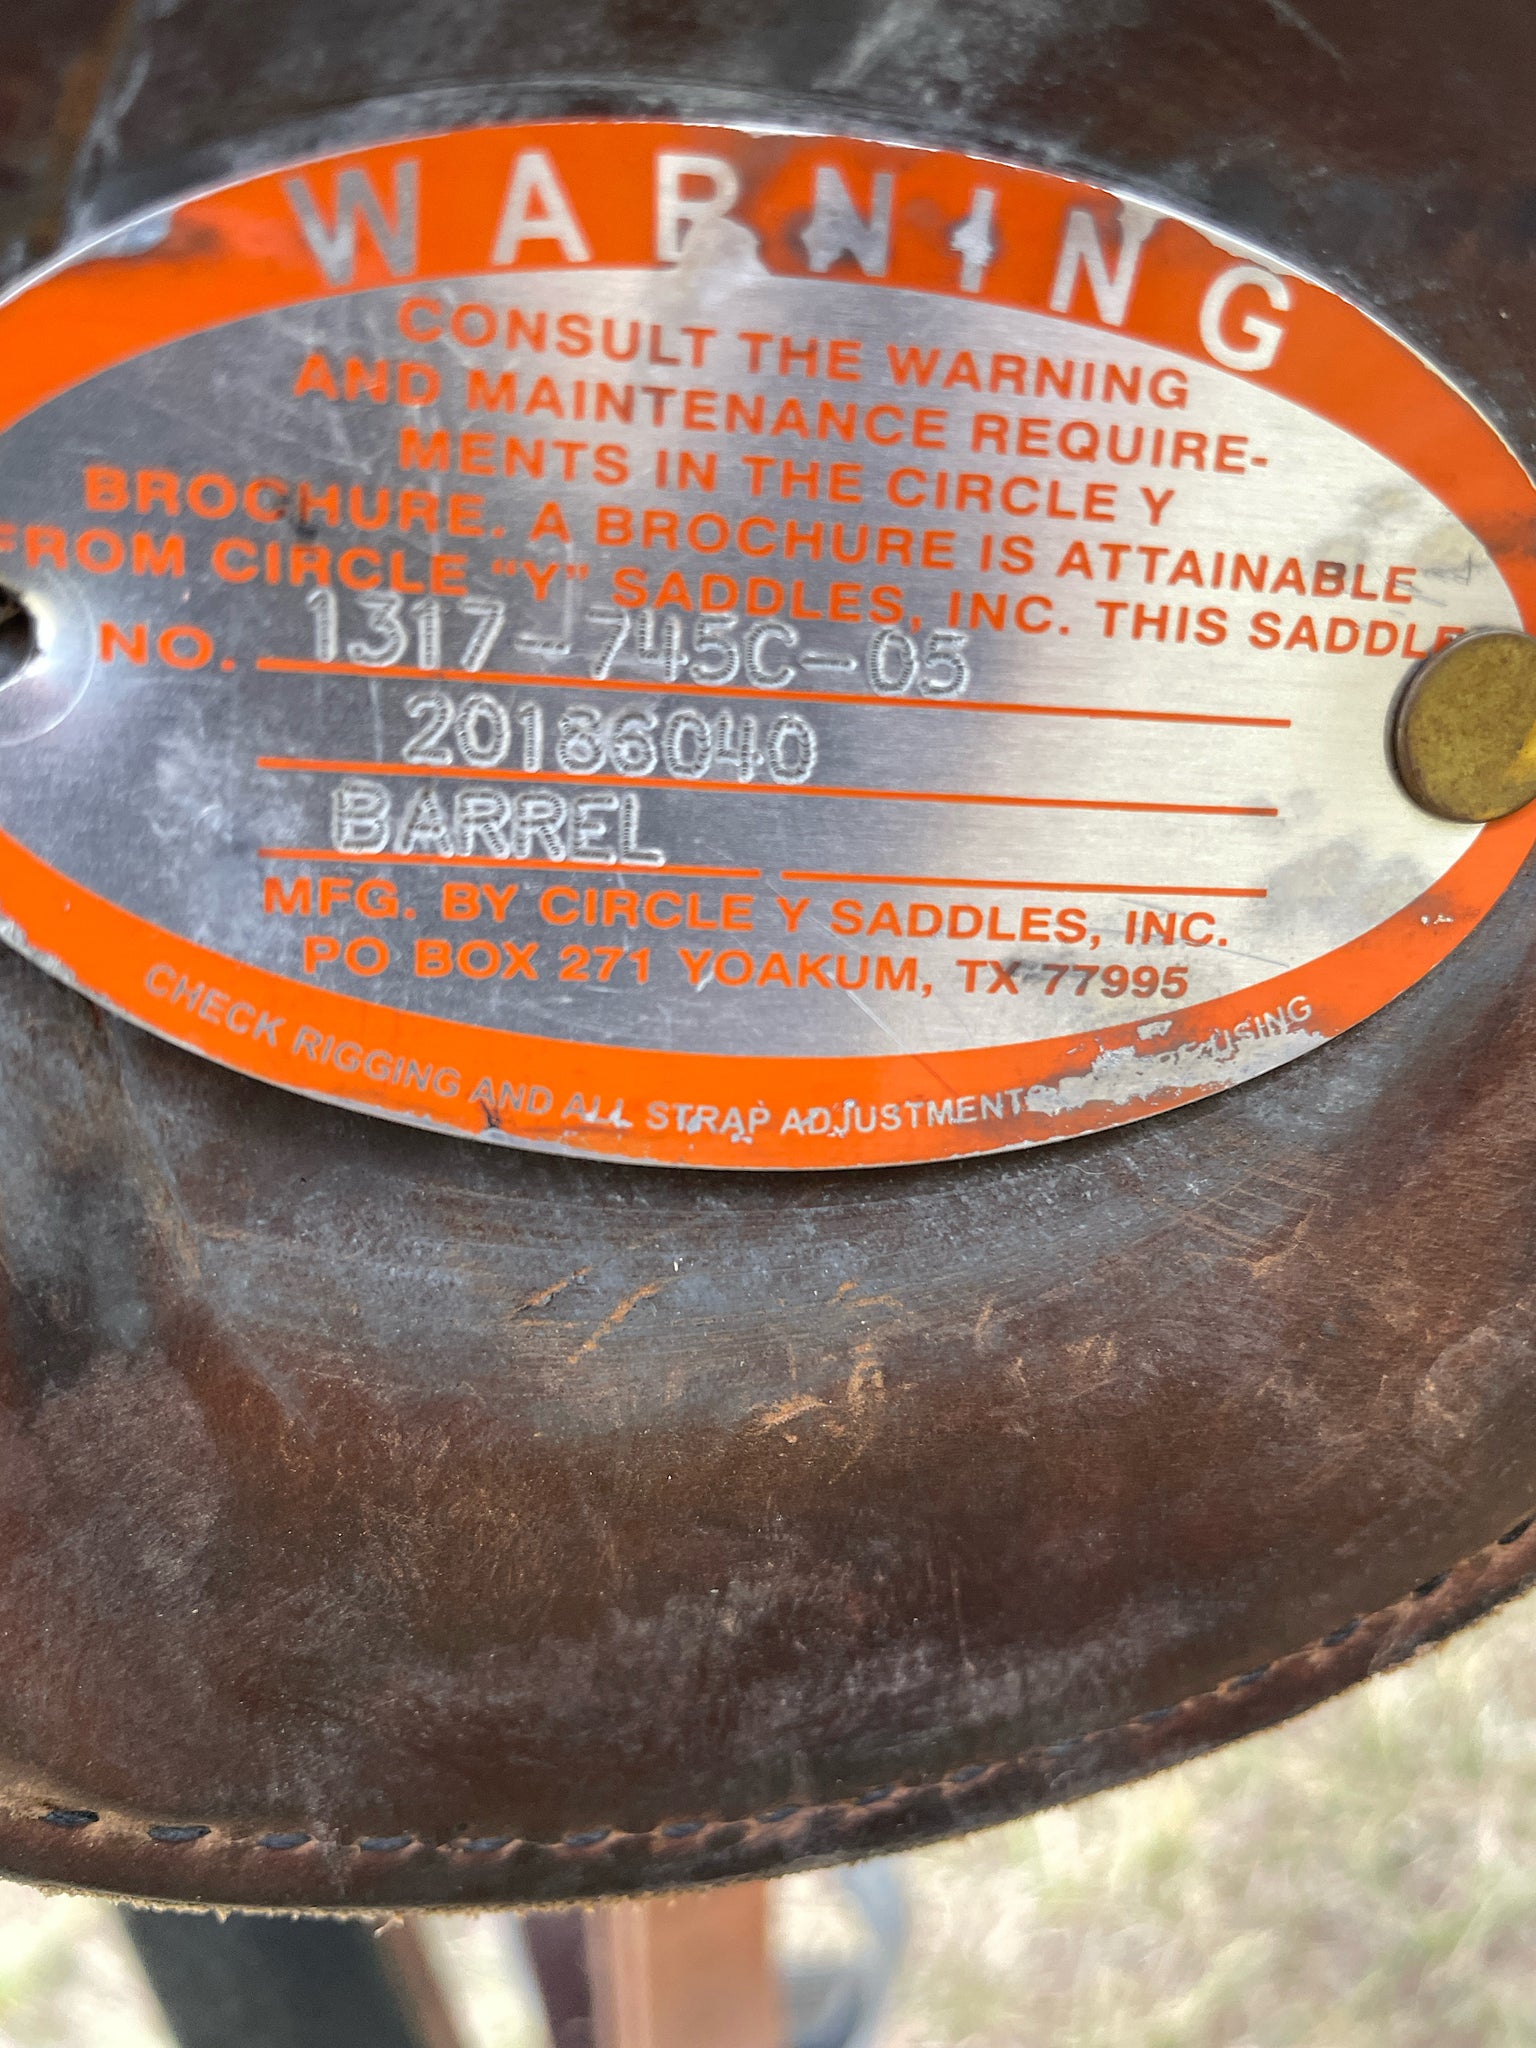 WARNING
CONSULT THE WARNING
AND MAINTENANCE REQUIRE-
MENTS IN THE CIRCLE Y
BROCHURE. A BROCHURE IS ATTAINABLE
FROM CIRCLE "Y" SADDLES, INC. THIS SADDLE
NO. 1317-745C-05
20186040
BARREL
MFG. BY CIRCLE Y SADDLES, INC.
PO BOX 271 YOAKUM, TX 77995
CHECK RIGGING AND ALL STRAP ADJUSTMENTS USING